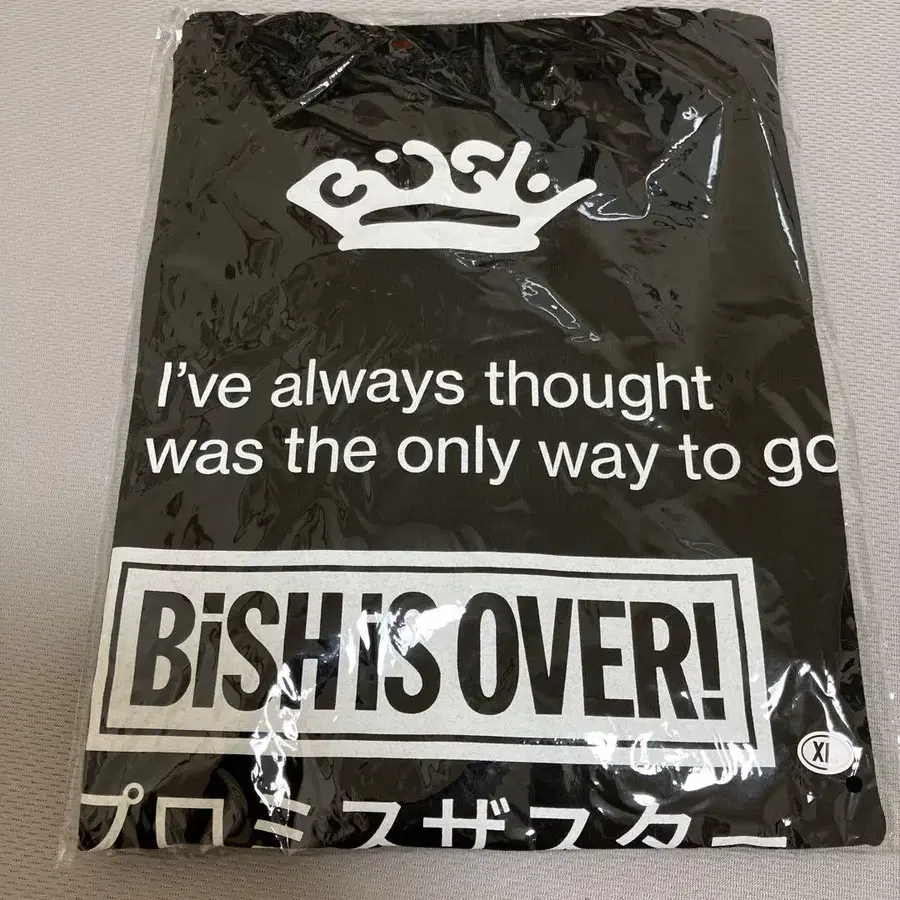 BiSH
I've always thought
was the only way to go
BiSH iS OVER!
XI
プロミスザスター